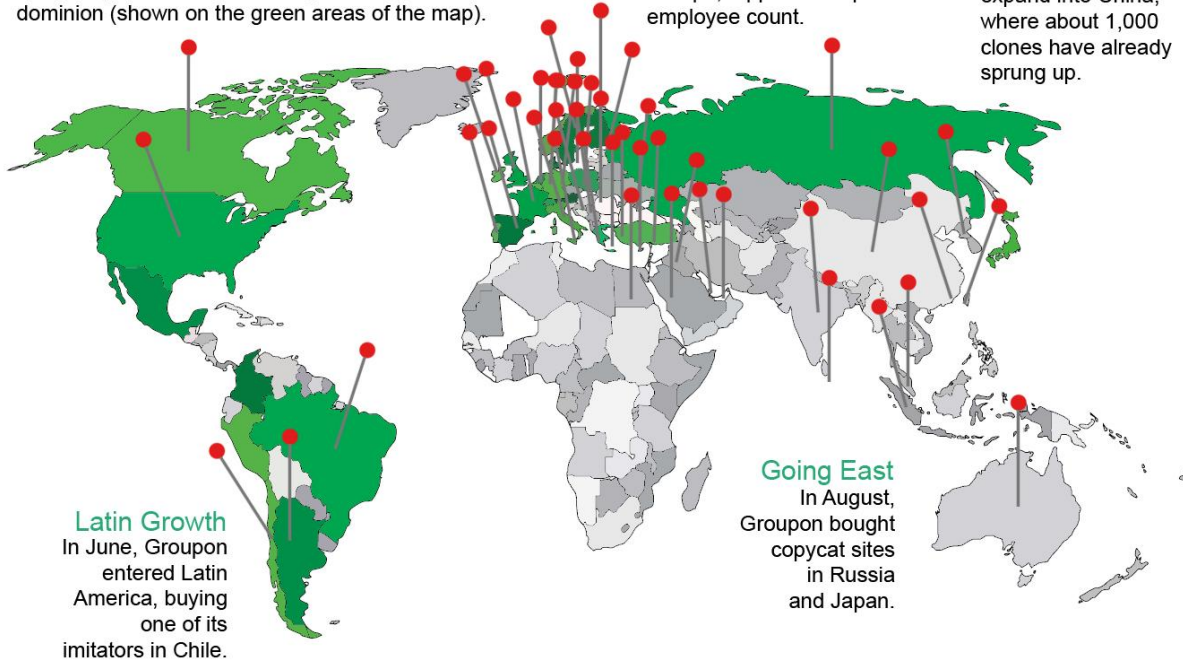 dominion (shown on the green areas of the map).
employee count.
where about 1,000
clones have already
sprung up.
Latin Growth
In June, Groupon
entered Latin
America, buying
one of its
imitators in Chile.
Going East
In August,
Groupon bought
copycat sites
in Russia
and Japan.